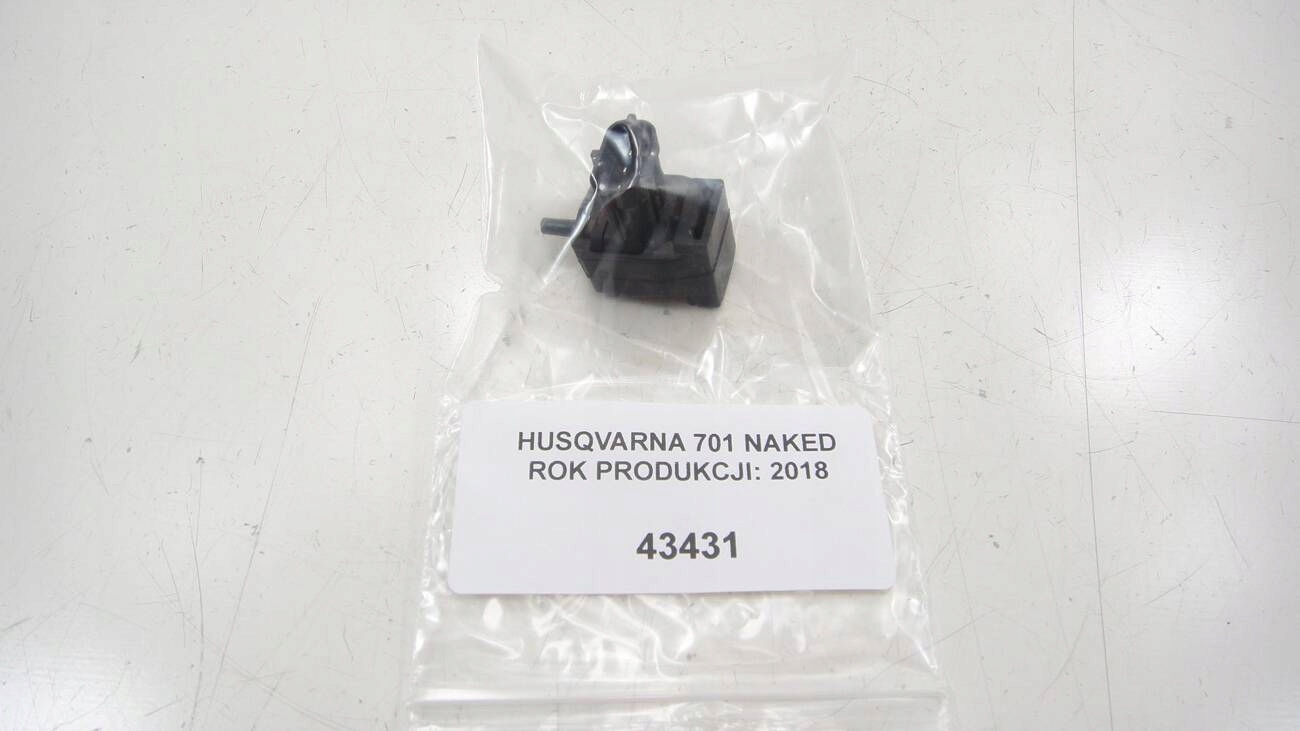 HUSQVARNA 701 NAKED
ROK PRODUKCJI: 2018
43431